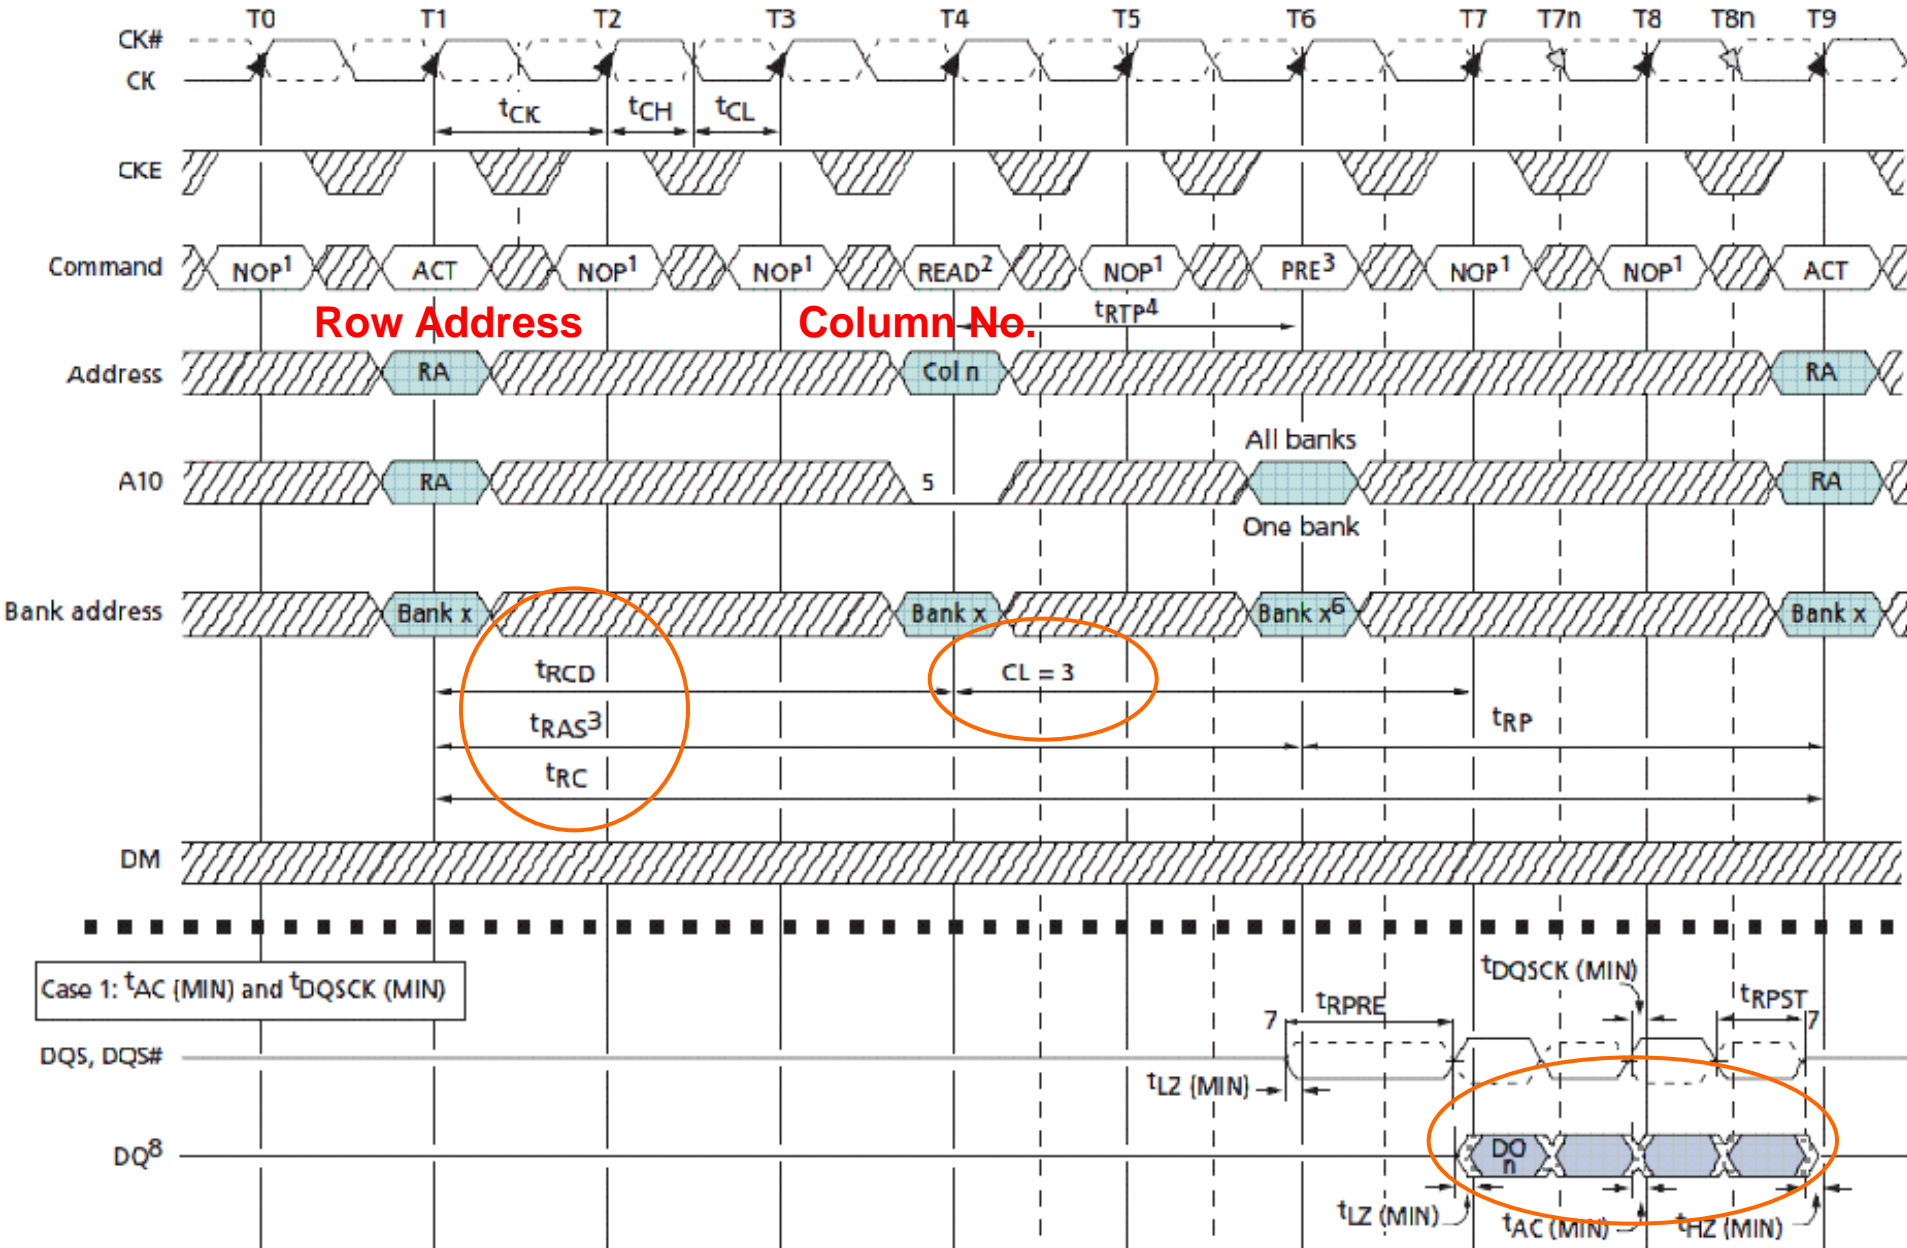 T0 T1 T2 T3 T4 T5 T6 T7 T7n T8 T8n T9
CK#
CK
tCK tCH tCL
CKE
Command NOP1 ACT NOP1 NOP1 READ2 NOP1 PRE3 NOP1 NOP1 ACT
Row Address Column No. tRTP4
Address RA Col n RA
All banks
A10 RA 5 RA
One bank
Bank address Bank x Bank x Bank x6 Bank x
tRCD CL = 3
tRAS3 tRP
tRC
DM
Case 1: tAC (MIN) and tDQSCK (MIN)
tDQSCK (MIN)
7 tRPRE tRPST 7
DQS, DQS#
tLZ (MIN)
DQ8 DO
n
tLZ (MIN) tAC (MIN) tHZ (MIN)